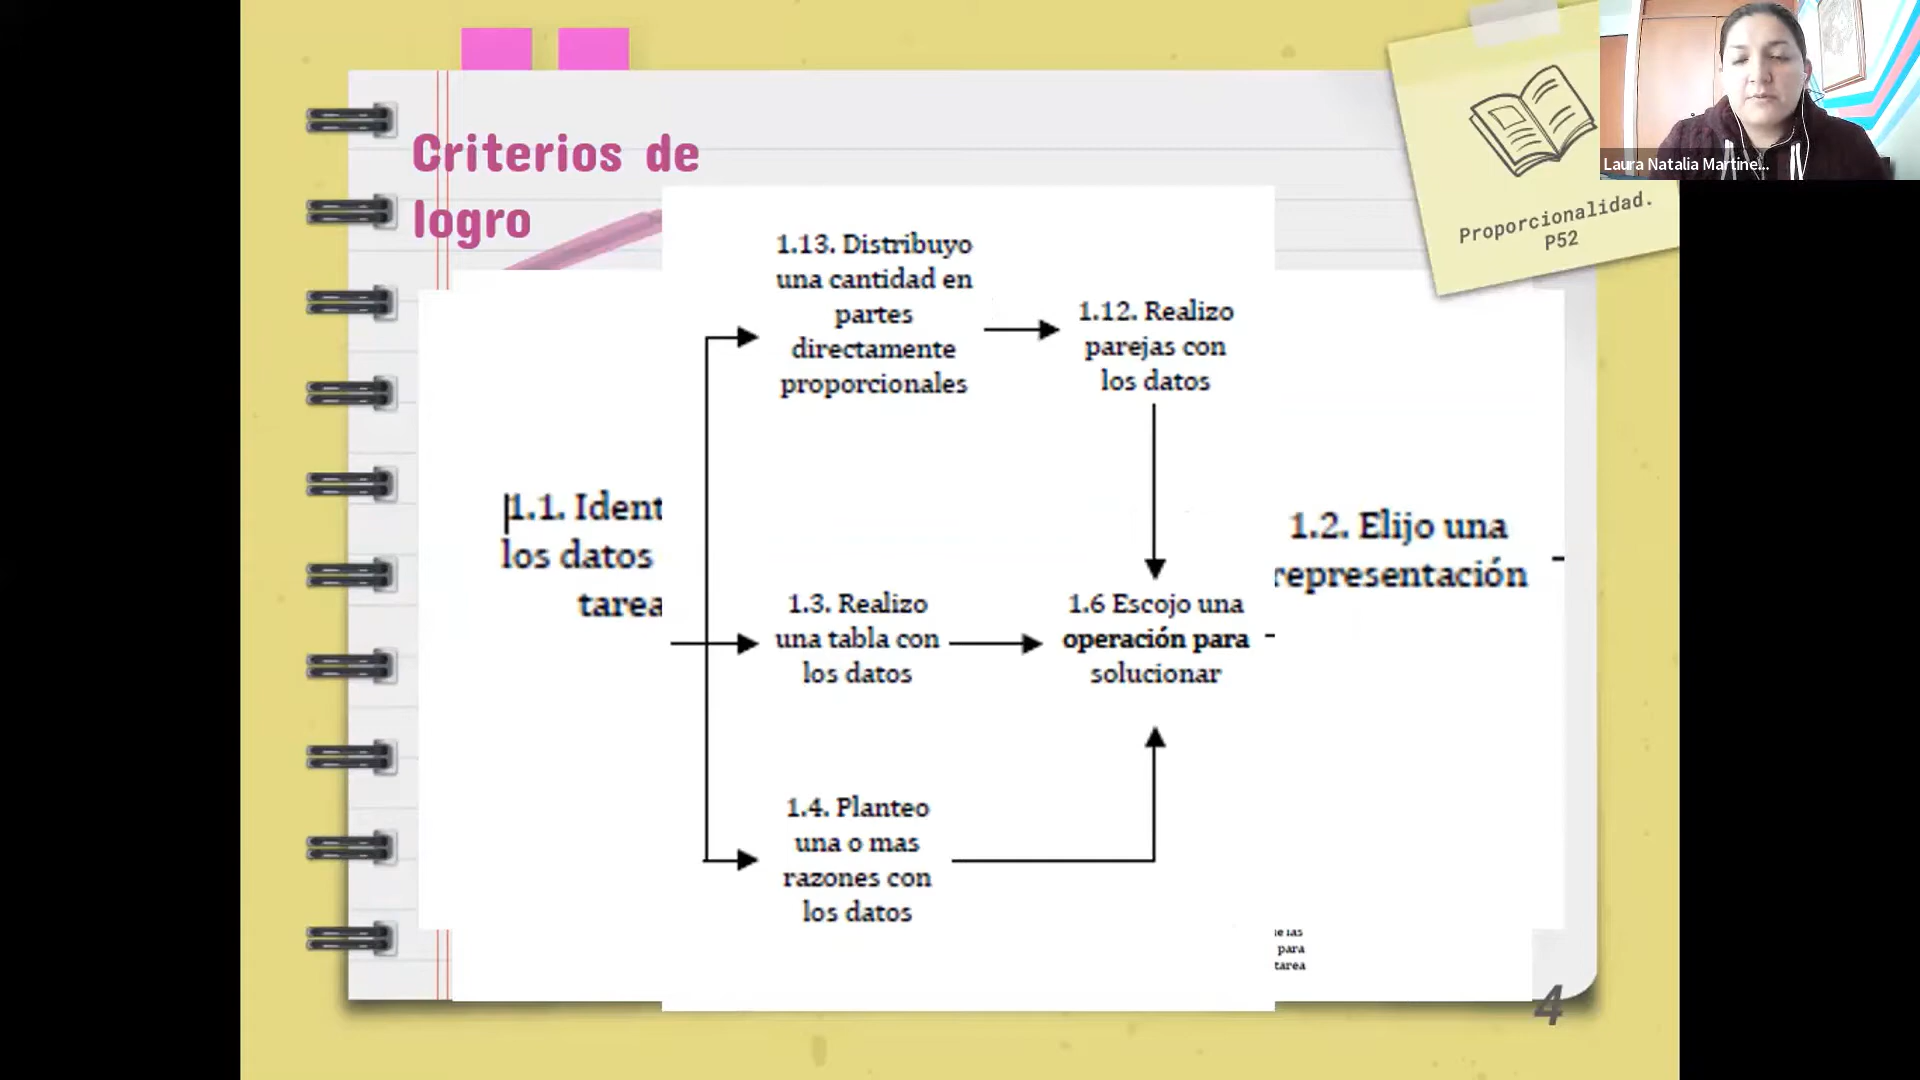 Criterios de
logro
Proporcionalidad.
P52
Laura Natalia Martine...
1.13. Distribuyo
una cantidad en
partes
directamente
proporcionales
1.12. Realizo
parejas con
los datos
1.1. Ident
los datos
tarea
1.3. Realizo
una tabla con
los datos
1.6 Escojo una
operación para
solucionar
1.2. Elijo una
representación
1.4. Planteo
una o mas
razones con
los datos
las
para
tarea
4